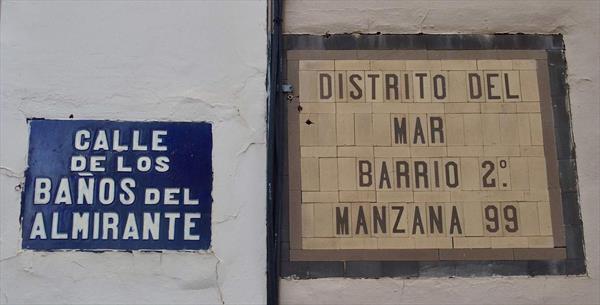 CALLE
DE LOS
BAÑOS DEL
ALMIRANTE
DISTRITO DEL
MAR
BARRIO 2º.
MANZANA 99